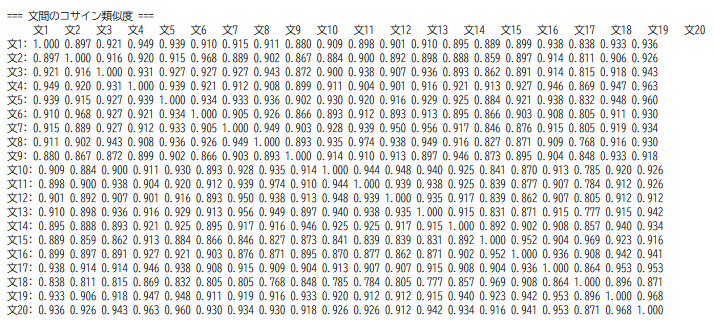 === 文間のコサイン類似度 ===
文1 文2 文3 文4 文5 文6 文7 文8 文9 文10 文11 文12 文13 文14 文15 文16 文17 文18 文19 文20
文1: 1.000 0.897 0.921 0.949 0.939 0.910 0.915 0.911 0.880 0.909 0.898 0.901 0.910 0.895 0.889 0.899 0.938 0.838 0.933 0.936
文2: 0.897 1.000 0.916 0.920 0.915 0.968 0.889 0.902 0.867 0.884 0.900 0.892 0.898 0.888 0.859 0.897 0.914 0.811 0.906 0.926
文3: 0.921 0.916 1.000 0.931 0.927 0.927 0.927 0.943 0.872 0.900 0.938 0.907 0.936 0.893 0.862 0.891 0.914 0.815 0.918 0.943
文4: 0.949 0.920 0.931 1.000 0.939 0.921 0.912 0.908 0.899 0.911 0.904 0.901 0.916 0.921 0.913 0.927 0.946 0.869 0.947 0.963
文5: 0.939 0.915 0.927 0.939 1.000 0.934 0.933 0.936 0.902 0.930 0.920 0.916 0.929 0.925 0.884 0.921 0.938 0.832 0.948 0.960
文6: 0.910 0.968 0.927 0.921 0.934 1.000 0.905 0.926 0.866 0.893 0.912 0.893 0.913 0.895 0.866 0.903 0.908 0.805 0.911 0.930
文7: 0.915 0.889 0.927 0.912 0.933 0.905 1.000 0.949 0.903 0.928 0.939 0.950 0.956 0.917 0.846 0.876 0.915 0.805 0.919 0.934
文8: 0.911 0.902 0.943 0.908 0.936 0.926 0.949 1.000 0.893 0.935 0.974 0.938 0.949 0.916 0.827 0.871 0.909 0.768 0.916 0.930
文9: 0.880 0.867 0.872 0.899 0.902 0.866 0.903 0.893 1.000 0.914 0.910 0.913 0.897 0.946 0.873 0.895 0.904 0.848 0.933 0.918
文10: 0.909 0.884 0.900 0.911 0.930 0.893 0.928 0.935 0.914 1.000 0.944 0.948 0.940 0.925 0.841 0.870 0.913 0.785 0.920 0.926
文11: 0.898 0.900 0.938 0.904 0.920 0.912 0.939 0.974 0.910 0.944 1.000 0.939 0.938 0.925 0.839 0.877 0.907 0.784 0.912 0.926
文12: 0.901 0.892 0.907 0.901 0.916 0.893 0.950 0.938 0.913 0.948 0.939 1.000 0.935 0.917 0.839 0.862 0.907 0.805 0.912 0.912
文13: 0.910 0.898 0.936 0.916 0.929 0.913 0.956 0.949 0.897 0.940 0.938 0.935 1.000 0.915 0.831 0.871 0.915 0.777 0.915 0.942
文14: 0.895 0.888 0.893 0.921 0.925 0.895 0.917 0.916 0.946 0.925 0.925 0.917 0.915 1.000 0.892 0.902 0.908 0.857 0.940 0.934
文15: 0.889 0.859 0.862 0.913 0.884 0.866 0.846 0.827 0.873 0.841 0.839 0.839 0.831 0.892 1.000 0.952 0.904 0.969 0.923 0.916
文16: 0.899 0.897 0.891 0.927 0.921 0.903 0.876 0.871 0.895 0.870 0.877 0.862 0.871 0.902 0.952 1.000 0.936 0.908 0.942 0.941
文17: 0.938 0.914 0.914 0.946 0.938 0.908 0.915 0.909 0.904 0.913 0.907 0.907 0.915 0.908 0.904 0.936 1.000 0.864 0.953 0.953
文18: 0.838 0.811 0.815 0.869 0.832 0.805 0.805 0.768 0.848 0.785 0.784 0.805 0.777 0.857 0.969 0.908 0.864 1.000 0.896 0.871
文19: 0.933 0.906 0.918 0.947 0.948 0.911 0.919 0.916 0.933 0.920 0.912 0.912 0.915 0.940 0.923 0.942 0.953 0.896 1.000 0.968
文20: 0.936 0.926 0.943 0.963 0.960 0.930 0.934 0.930 0.918 0.926 0.926 0.912 0.942 0.934 0.916 0.941 0.953 0.871 0.968 1.000